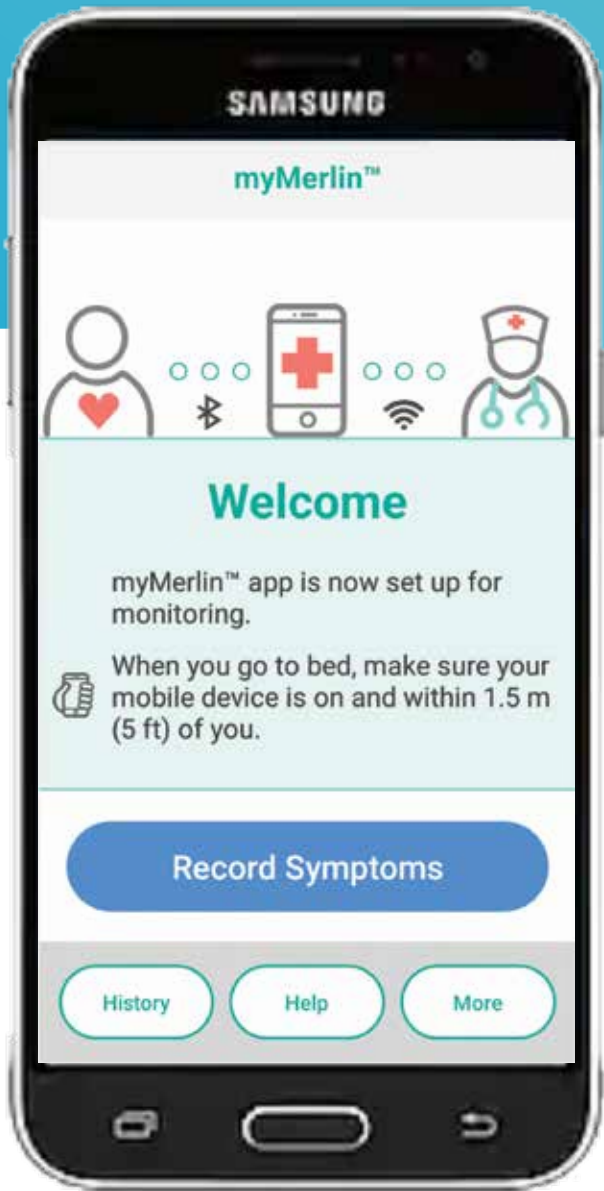 SAMSUNG
myMerlin™
Welcome
myMerlin™ app is now set up for
monitoring.
When you go to bed, make sure your
mobile device is on and within 1.5 m
(5 ft) of you.
Record Symptoms
History
Help
More